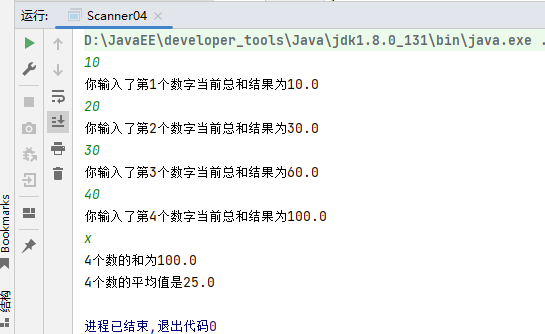 运行: Scanner04
D:\JavaEE\developer_tools\Java\jdk1.8.0_131\bin\java.exe .
10
你输入了第1个数字当前总和结果为10.0
20
你输入了第2个数字当前总和结果为30.0
30
你输入了第3个数字当前总和结果为60.0
40
你输入了第4个数字当前总和结果为100.0
x
4个数的和为100.0
4个数的平均值是25.0
进程已结束,退出代码0
Bookmarks
结构